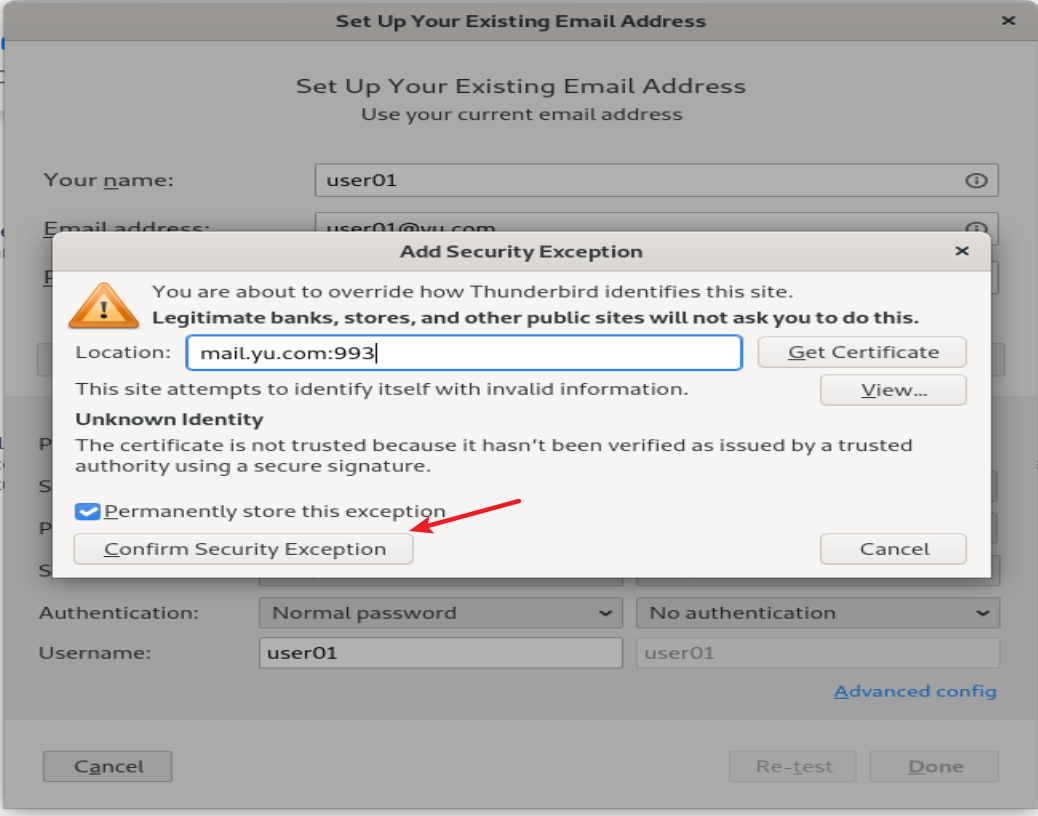 Set Up Your Existing Email Address
Set Up Your Existing Email Address
Use your current email address
Your name: user01
Email address: user01@yu.com
Add Security Exception
You are about to override how Thunderbird identifies this site.
Legitimate banks, stores, and other public sites will not ask you to do this.
Location: mail.yu.com:993 Get Certificate
This site attempts to identify itself with invalid information.
View...
Unknown Identity
The certificate is not trusted because it hasn't been verified as issued by a trusted
authority using a secure signature.
Permanently store this exception
Confirm Security Exception Cancel
Authentication: Normal password No authentication
Username: user01 user01
Advanced config
Cancel Re-test Done